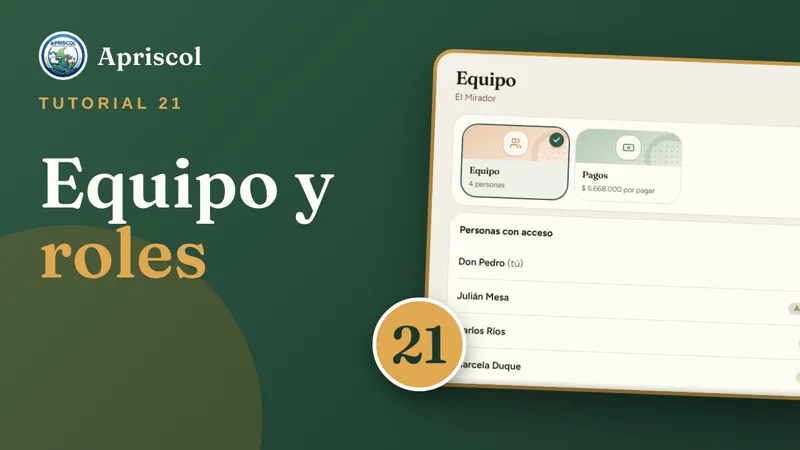 APRISCOL
Apriscol
TUTORIAL 21
Equipo y
roles
Equipo
El Mirador
Equipo
4 personas
Pagos
$ 6.668.000 por pagar
Personas con acceso
Don Pedro (tú)
Julián Mesa
arlos Ríos
arcela Duque
21